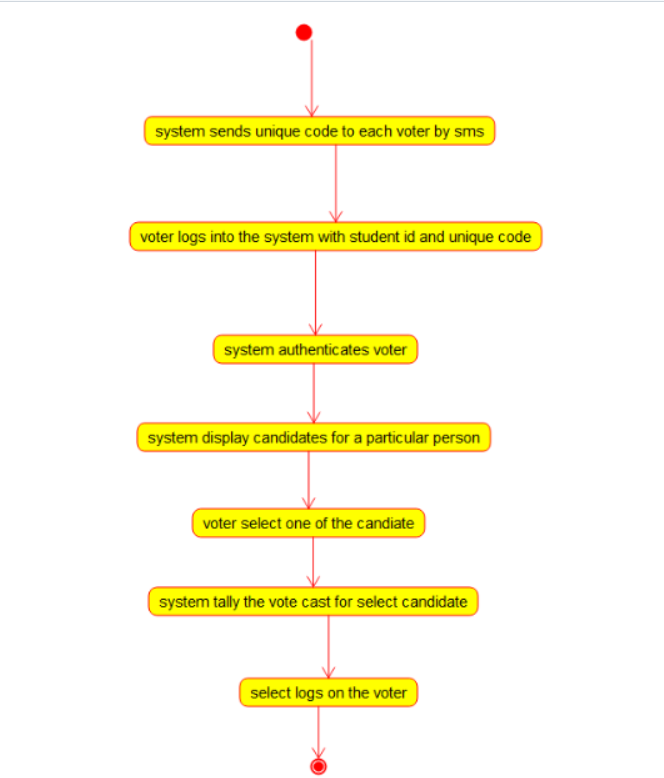 system sends unique code to each voter by sms
voter logs into the system with student id and unique code
system authenticates voter
system display candidates for a particular person
voter select one of the candiate
system tally the vote cast for select candidate
select logs on the voter